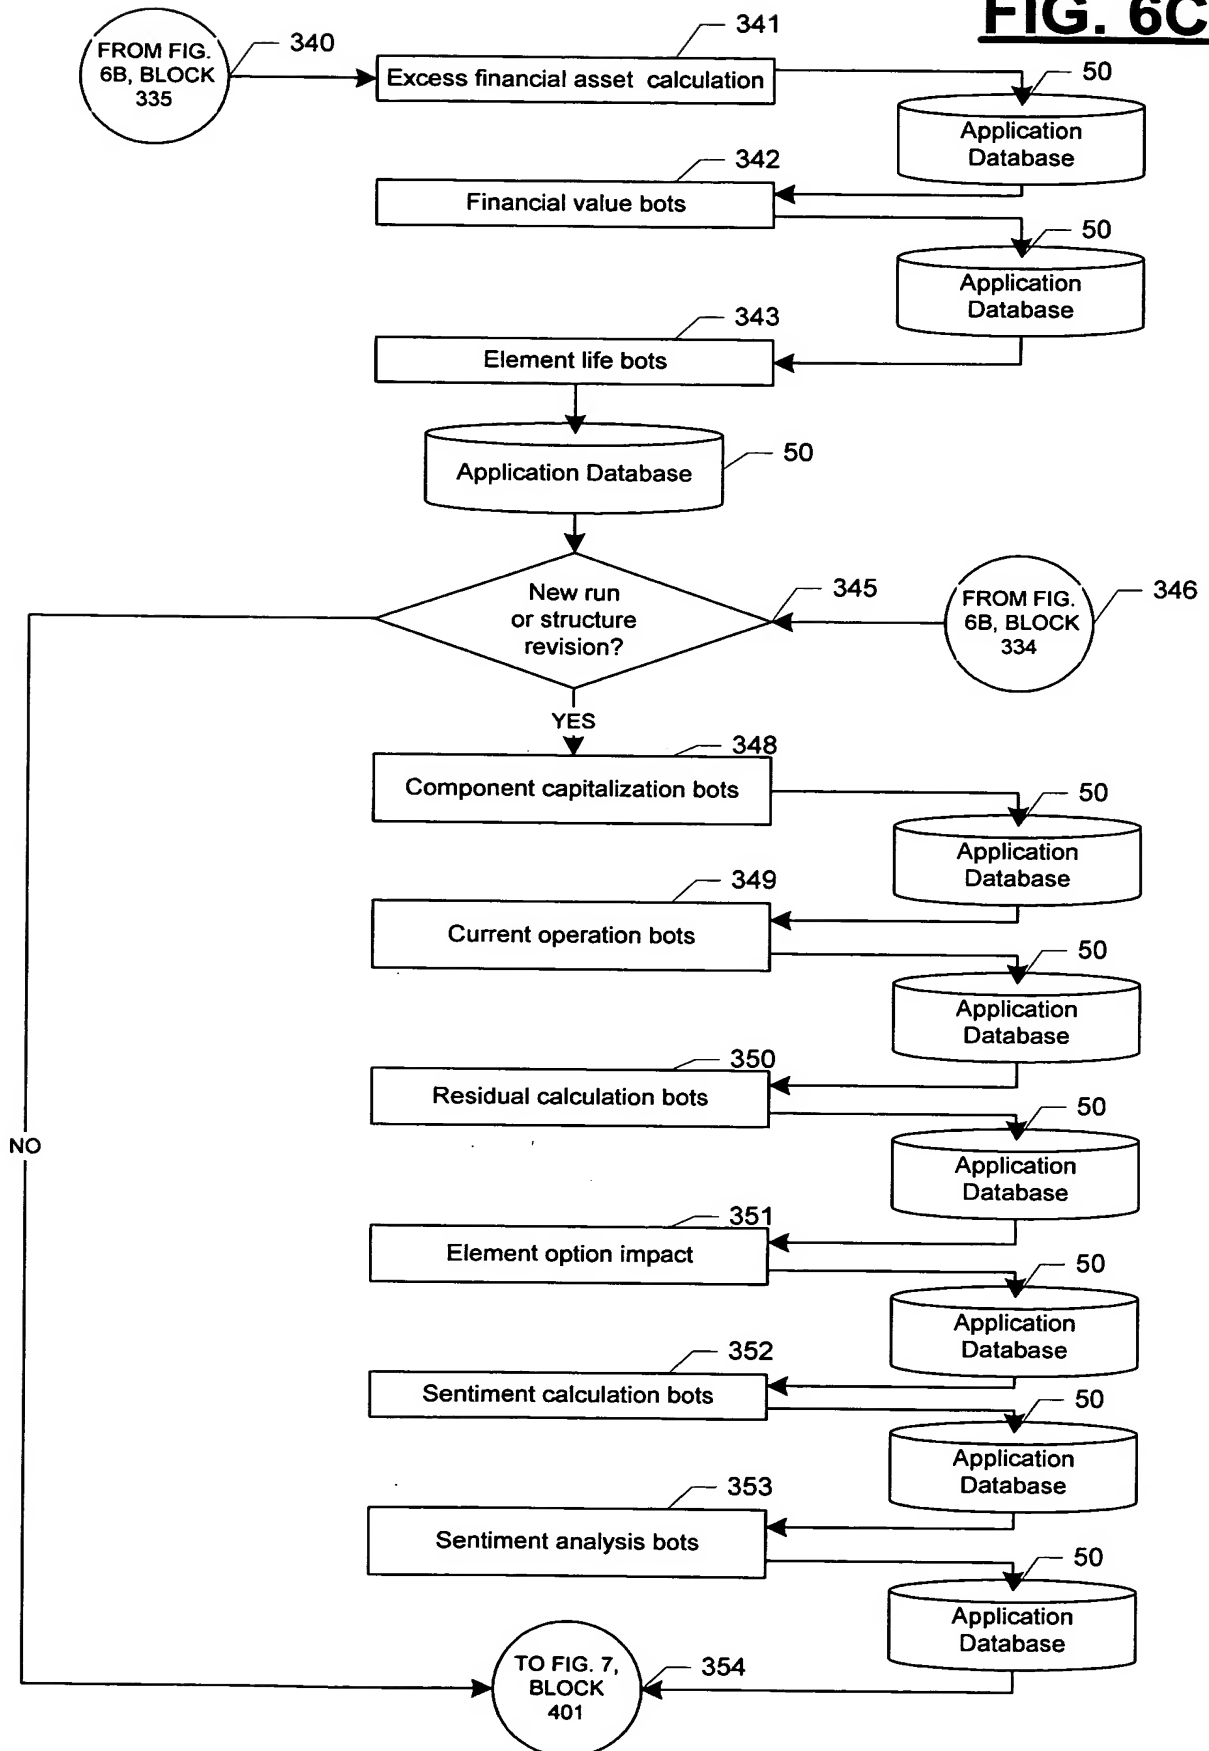 FIG. 6C
FROM FIG.
6B, BLOCK
335
340
341
Excess financial asset calculation
50
Application
Database
342
Financial value bots
50
Application
Database
343
Element life bots
Application Database
50
New run
or structure
revision?
345
FROM FIG.
6B, BLOCK
334
346
YES
348
Component capitalization bots
50
Application
Database
349
Current operation bots
50
Application
Database
350
Residual calculation bots
50
Application
Database
NO
351
Element option impact
50
Application
Database
352
Sentiment calculation bots
50
Application
Database
353
Sentiment analysis bots
50
Application
Database
TO FIG. 7,
BLOCK
401
354